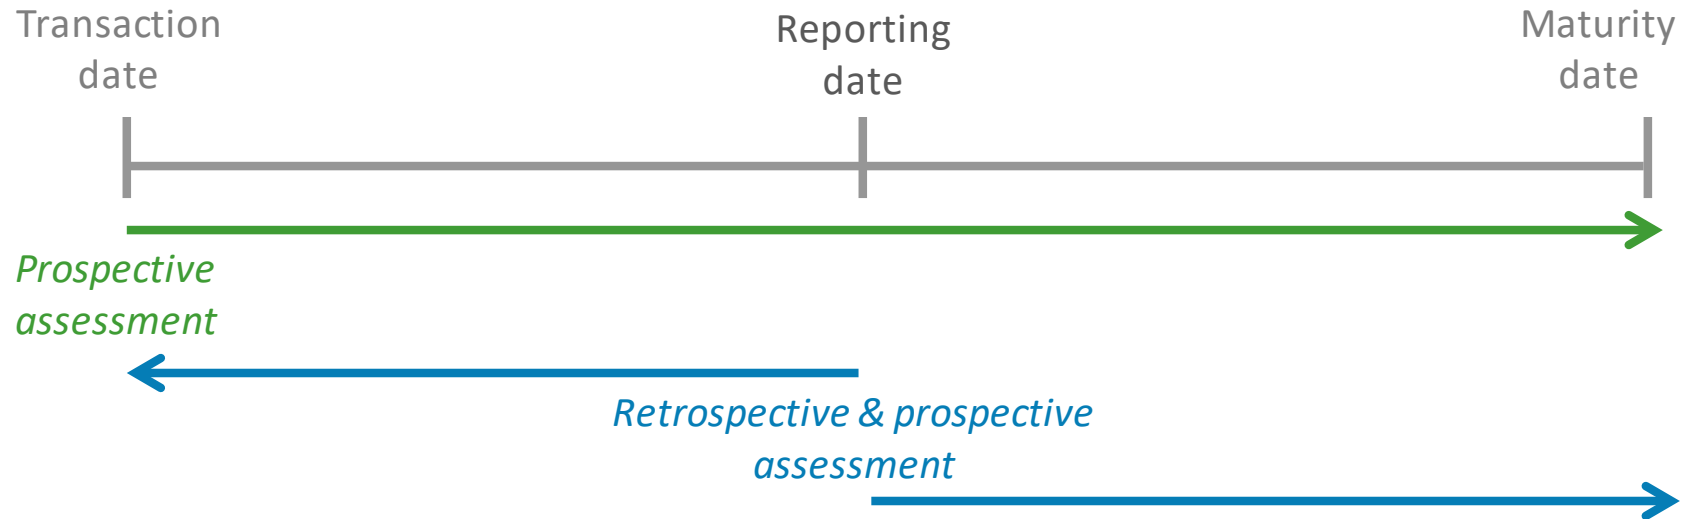 Transaction
date
Reporting
date
Maturity
date
Prospective
assessment
Retrospective & prospective
assessment